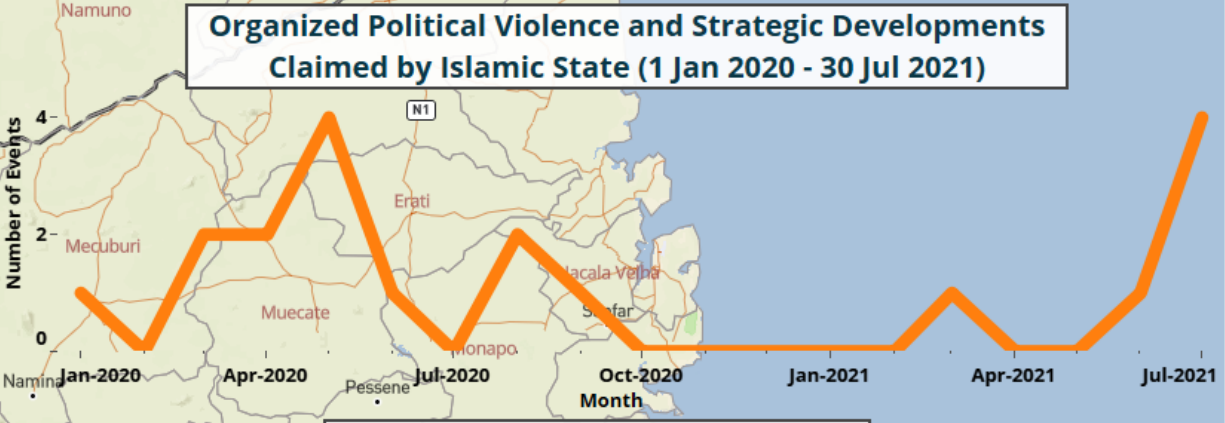 Namuno
Organized Political Violence and Strategic Developments
Claimed by Islamic State (1 Jan 2020 - 30 Jul 2021)
N1
4
Number of Events
Erati
2
Mecuburi
Muecate
0
Monapo
Namina
Jan-2020
Apr-2020
Jul-2020
Oct-2020
Jan-2021
Apr-2021
Jul-2021
Pessene
Month